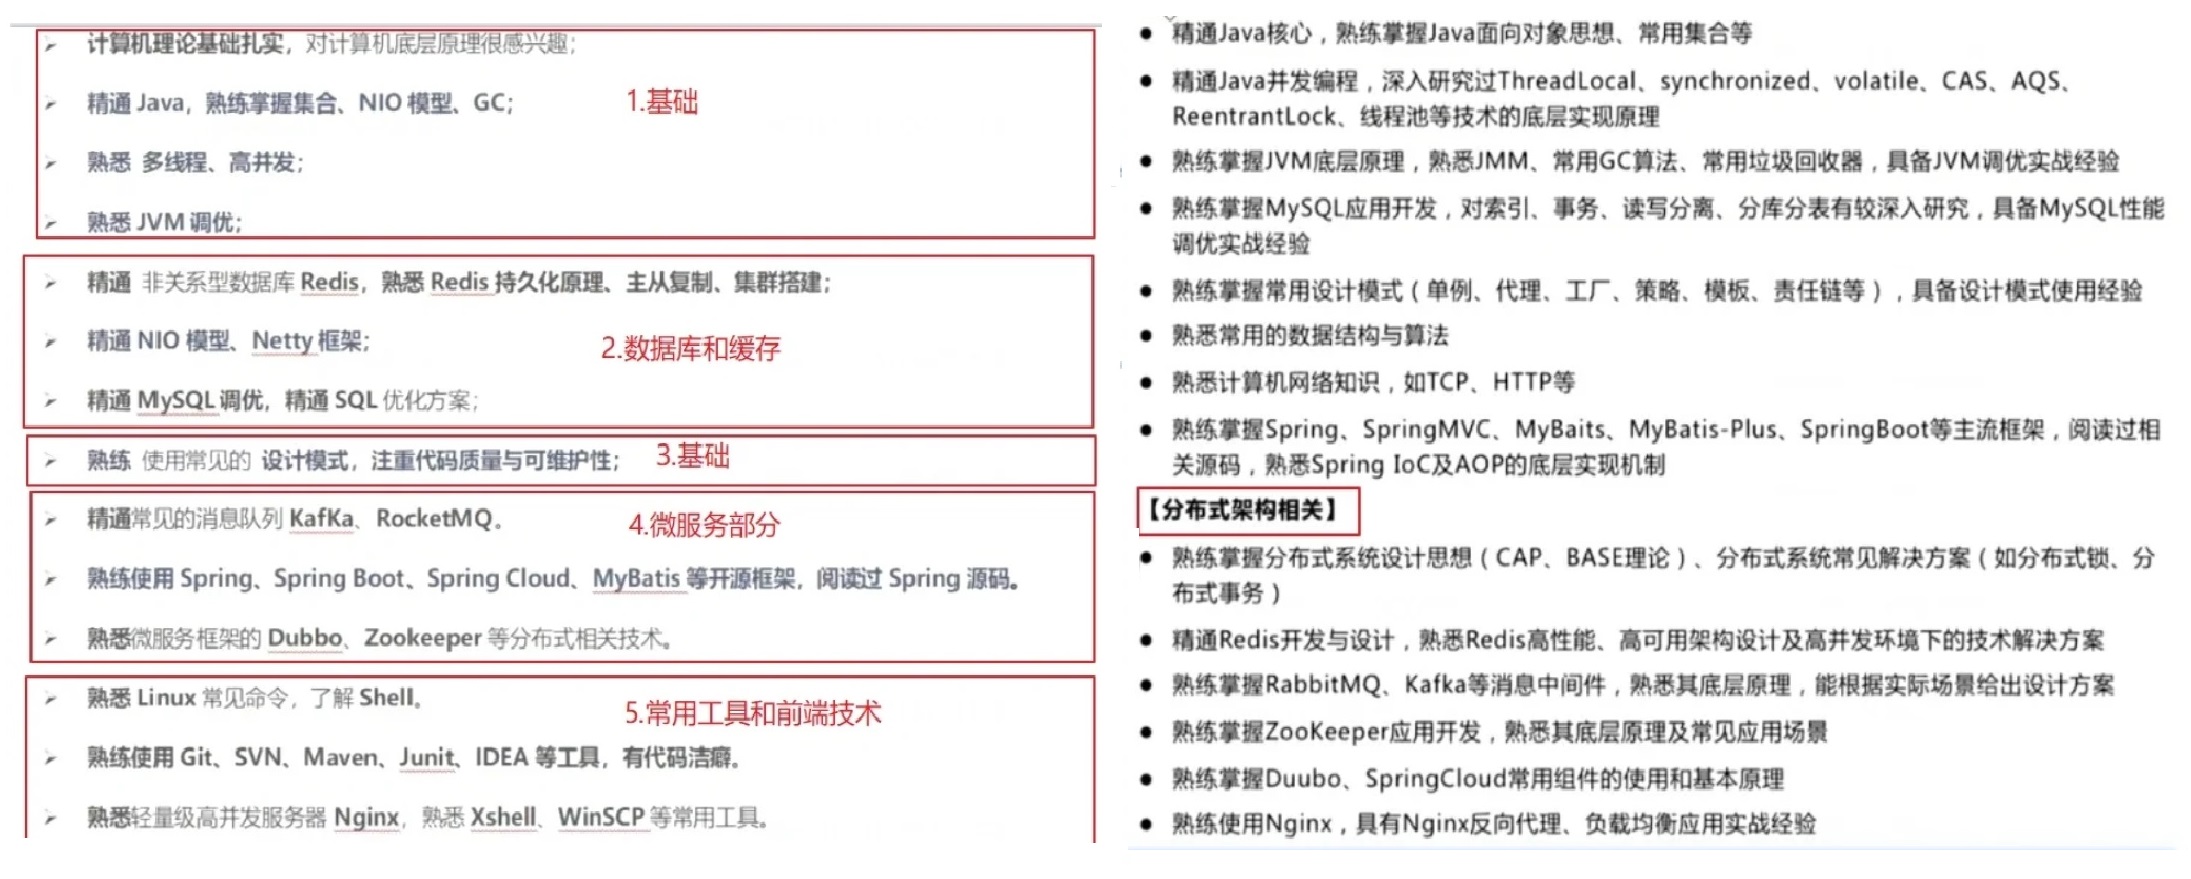 计算机理论基础扎实，对计算机底层原理很感兴趣；
精通 Java，熟练掌握集合、NIO 模型、GC；
1.基础
熟悉 多线程、高并发；
熟悉 JVM 调优；
精通 非关系型数据库 Redis，熟悉 Redis 持久化原理、主从复制、集群搭建；
精通 NIO 模型、Netty 框架；
2.数据库和缓存
精通 MySQL 调优，精通 SQL 优化方案；
熟练 使用常见的 设计模式，注重代码质量与可维护性；
3.基础
精通常见的消息队列 KafKa、RocketMQ。
4.微服务部分
熟练使用 Spring、Spring Boot、Spring Cloud、MyBatis 等开源框架，阅读过 Spring 源码。
熟悉微服务框架的 Dubbo、Zookeeper 等分布式相关技术。
熟悉 Linux 常见命令，了解 Shell。
5.常用工具和前端技术
熟练使用 Git、SVN、Maven、Junit、IDEA 等工具，有代码洁癖。
熟悉轻量级高并发服务器 Nginx，熟悉 Xshell、WinSCP 等常用工具。
精通Java核心，熟练掌握Java面向对象思想、常用集合等
精通Java并发编程，深入研究过ThreadLocal、synchronized、volatile、CAS、AQS、
ReentrantLock、线程池等技术的底层实现原理
熟练掌握JVM底层原理，熟悉JMM、常用GC算法、常用垃圾回收器，具备JVM调优实战经验
熟练掌握MySQL应用开发，对索引、事务、读写分离、分库分表有较深入研究，具备MySQL性能
调优实战经验
熟练掌握常用设计模式（单例、代理、工厂、策略、模板、责任链等），具备设计模式使用经验
熟悉常用的数据结构与算法
熟悉计算机网络知识，如TCP、HTTP等
熟练掌握Spring、SpringMVC、MyBaits、MyBatis-Plus、SpringBoot等主流框架，阅读过相
关源码，熟悉Spring IoC及AOP的底层实现机制
【分布式架构相关】
熟练掌握分布式系统设计思想（CAP、BASE理论）、分布式系统常见解决方案（如分布式锁、分
布式事务）
精通Redis开发与设计，熟悉Redis高性能、高可用架构设计及高并发环境下的技术解决方案
熟练掌握RabbitMQ、Kafka等消息中间件，熟悉其底层原理，能根据实际场景给出设计方案
熟练掌握ZooKeeper应用开发，熟悉其底层原理及常见应用场景
熟练掌握Duubo、SpringCloud常用组件的使用和基本原理
熟练使用Nginx，具有Nginx反向代理、负载均衡应用实战经验